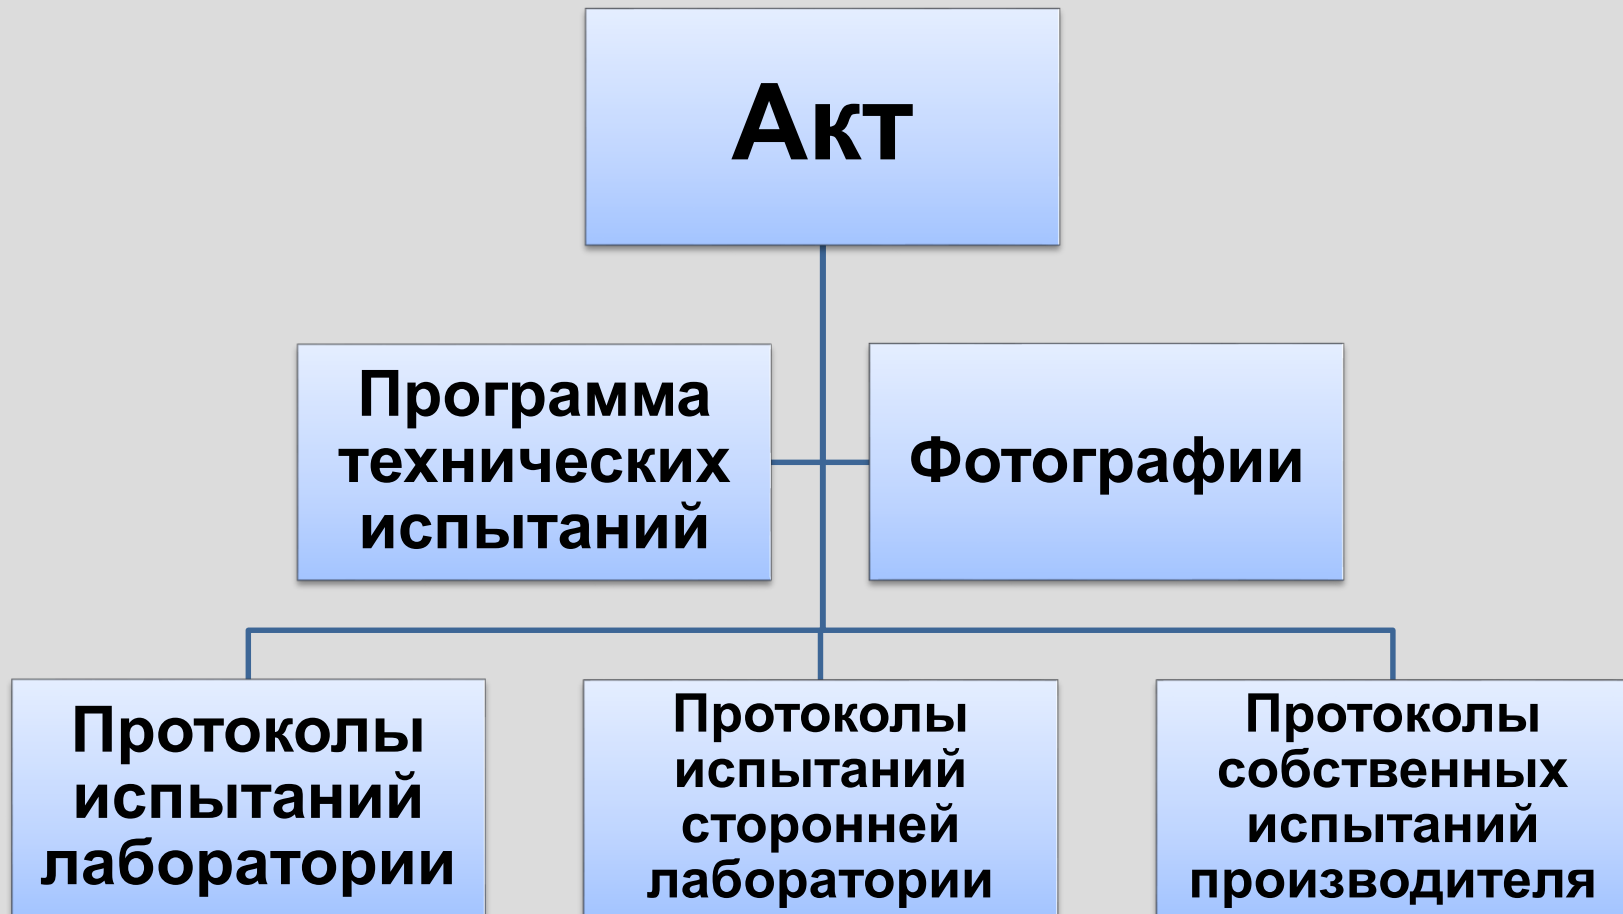 Акт
Программа
технических
испытаний
Фотографии
Протоколы
испытаний
лаборатории
Протоколы
испытаний
сторонней
лаборатории
Протоколы
собственных
испытаний
производителя